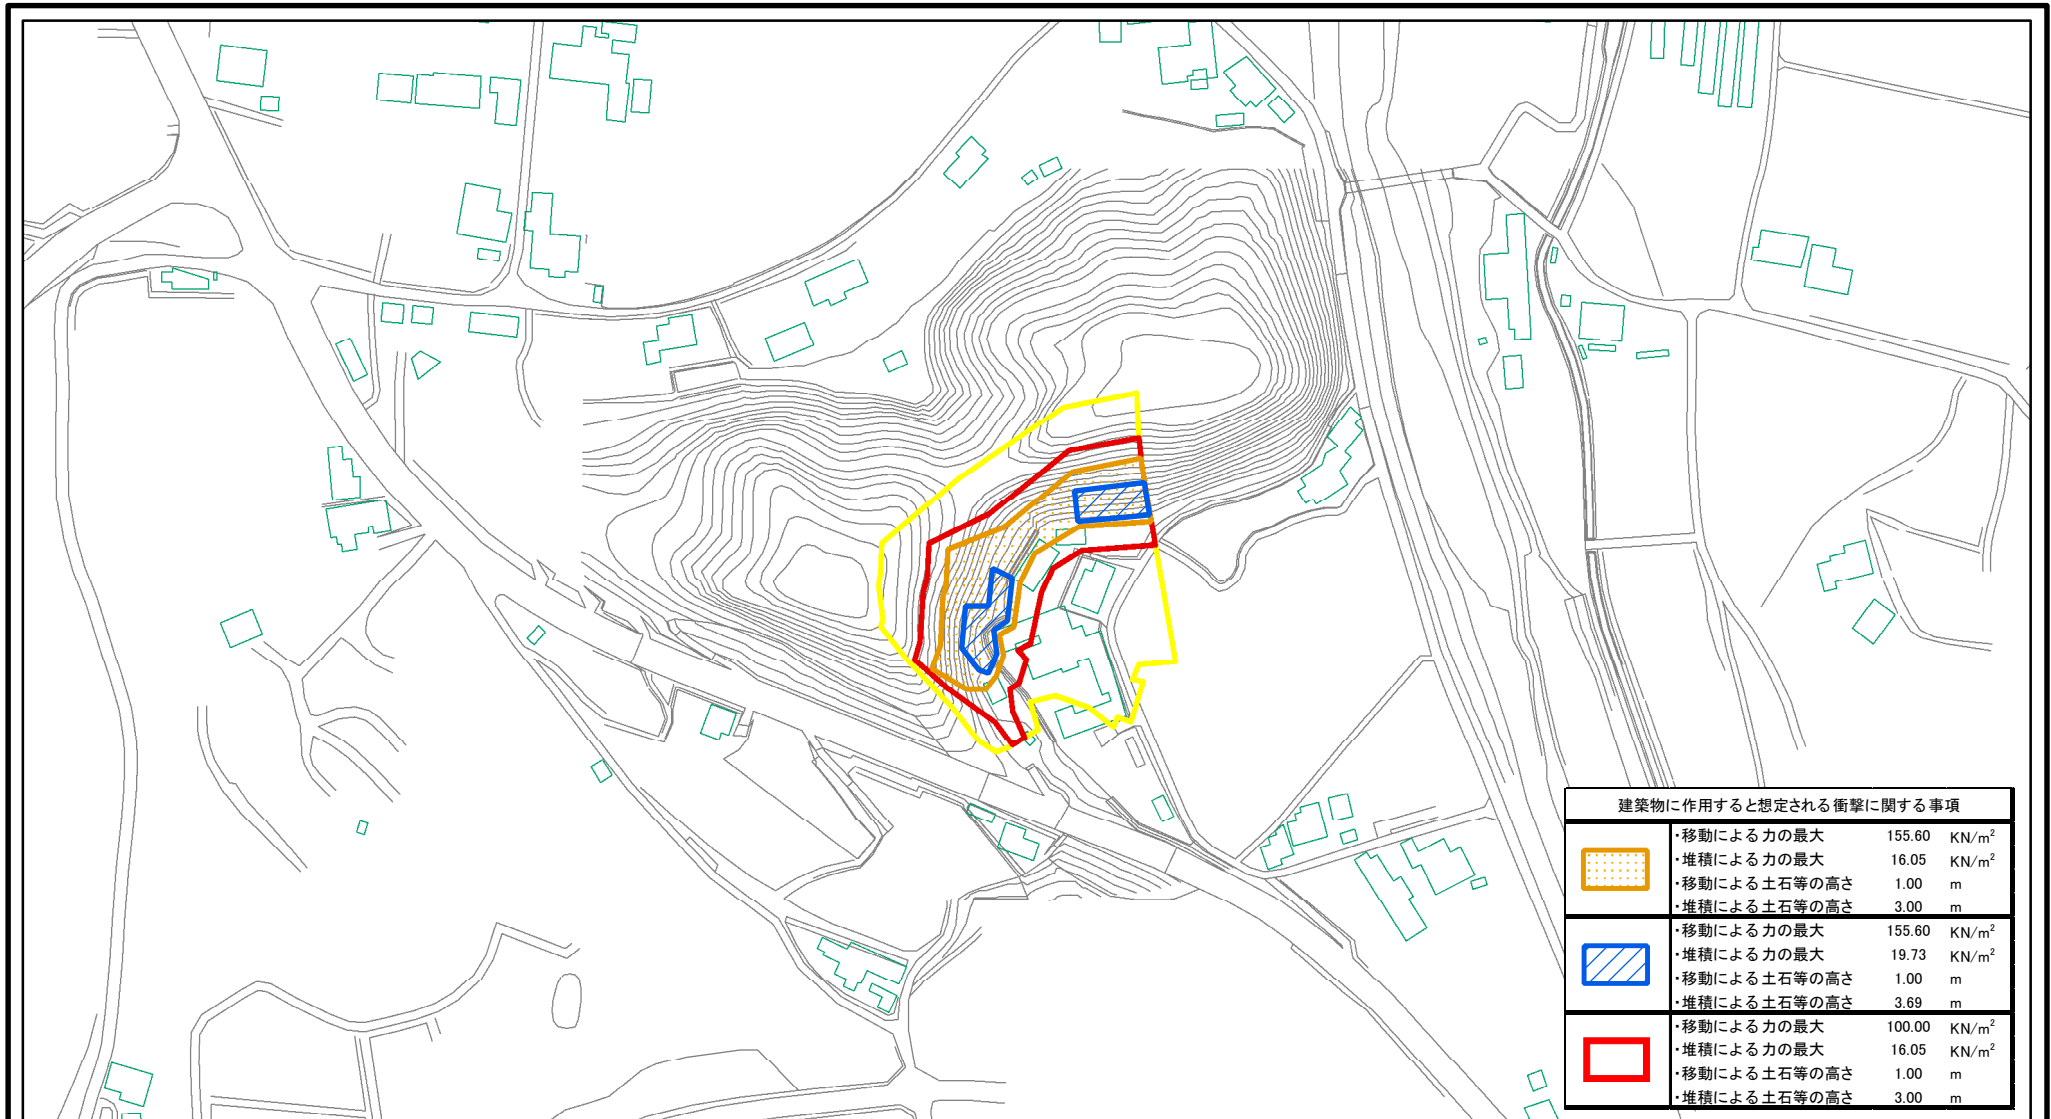 建築物に作用すると想定される衝撃に関する事項
・移動による力の最大 155.60 KN/m²
・堆積による力の最大 16.05 KN/m²
・移動による土石等の高さ 1.00 m
・堆積による土石等の高さ 3.00 m
・移動による力の最大 155.60 KN/m²
・堆積による力の最大 19.73 KN/m²
・移動による土石等の高さ 1.00 m
・堆積による土石等の高さ 3.69 m
・移動による力の最大 100.00 KN/m²
・堆積による力の最大 16.05 KN/m²
・移動による土石等の高さ 1.00 m
・堆積による土石等の高さ 3.00 m